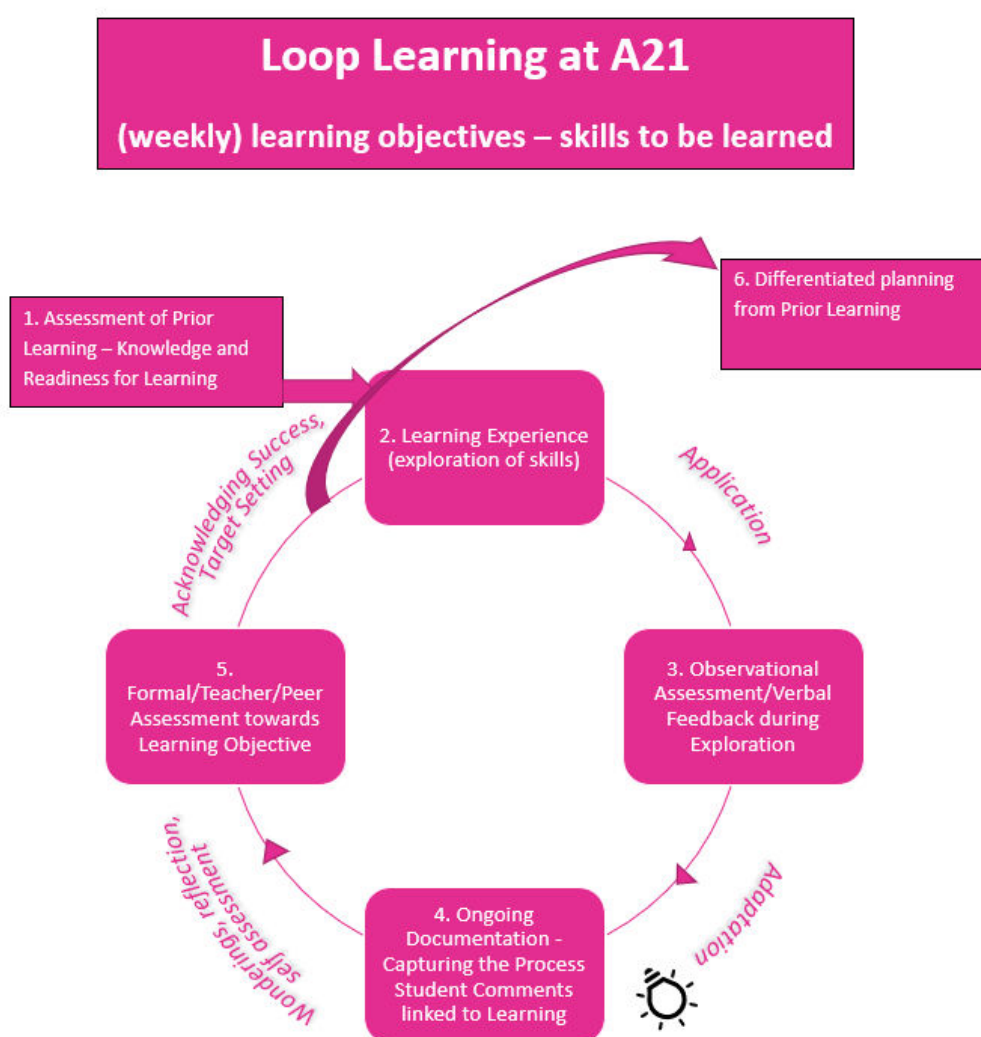 Loop Learning at A21
(weekly) learning objectives – skills to be learned
1. Assessment of Prior
Learning – Knowledge and
Readiness for Learning
6. Differentiated planning
from Prior Learning
2. Learning Experience
(exploration of skills)
Application
3. Observational
Assessment/Verbal
Feedback during
Exploration
Adaptation
4. Ongoing
Documentation -
Capturing the Process
Student Comments
linked to Learning
Wonderings, reflection,
self assessment
5.
Formal/Teacher/Peer
Assessment towards
Learning Objective
Acknowledging Success,
Target Setting